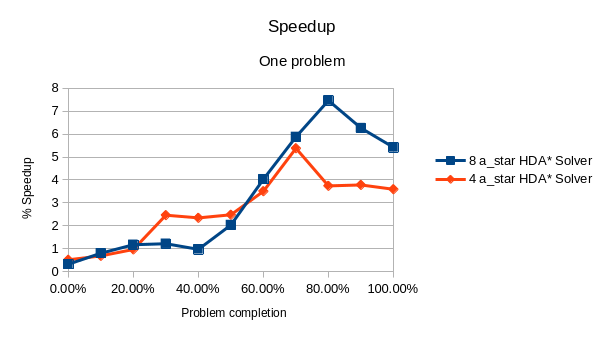 Speedup
One problem
8
7
6
5
4
3
2
1
0
% Speedup
0.00% 20.00% 40.00% 60.00% 80.00% 100.00%
Problem completion
8 a_star HDA* Solver
4 a_star HDA* Solver